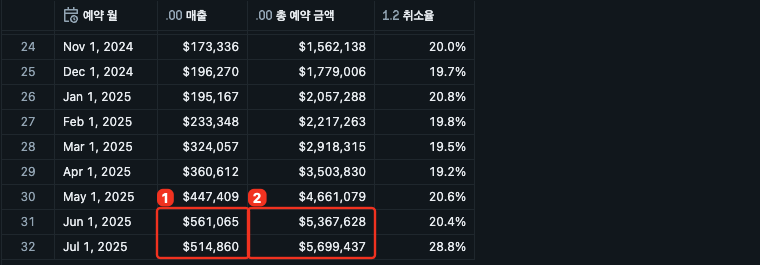 예약 월 .00 매출 .00 총 예약 금액 1.2 취소율
24 Nov 1, 2024 $173,336 $1,562,138 20.0%
25 Dec 1, 2024 $196,270 $1,779,006 19.7%
26 Jan 1, 2025 $195,167 $2,057,288 20.8%
27 Feb 1, 2025 $233,348 $2,217,263 19.8%
28 Mar 1, 2025 $324,057 $2,918,315 19.5%
29 Apr 1, 2025 $360,612 $3,503,830 19.2%
30 May 1, 2025 1 $447,409 2 $4,661,079 20.6%
31 Jun 1, 2025 $561,065 $5,367,628 20.4%
32 Jul 1, 2025 $514,860 $5,699,437 28.8%